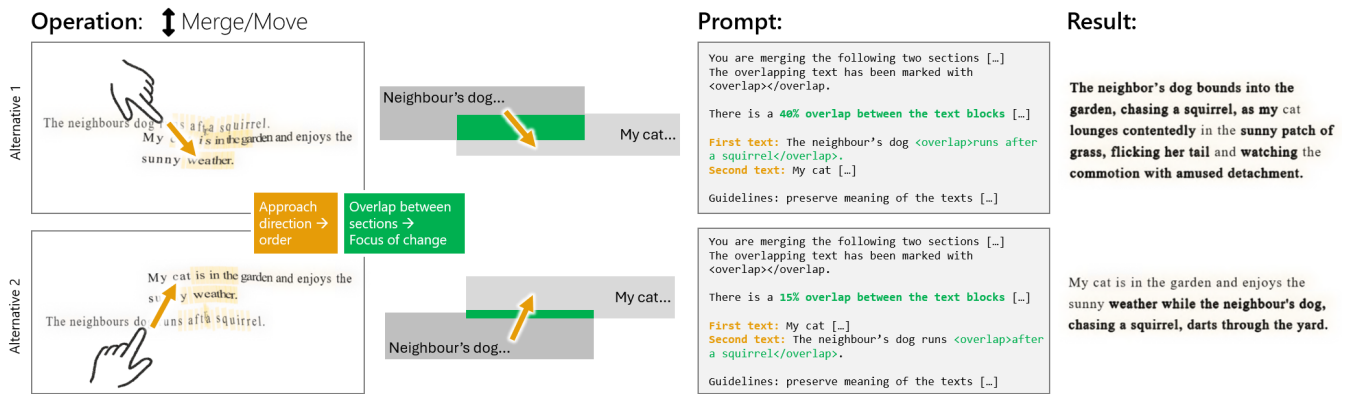 Operation: Merge/Move
Prompt:
Result:
Alternative 1
The neighbours dog s afta squirrel.
My is in the garden and enjoys the
sunny weather.
Neighbour's dog...
My cat...
You are merging the following two sections […]
The overlapping text has been marked with
<overlap></overlap.
There is a 40% overlap between the text blocks […]
First text: The neighbour's dog <overlap>runs after
a squirrel</overlap>.
Second text: My cat […]
Guidelines: preserve meaning of the texts […]
The neighbor's dog bounds into the
garden, chasing a squirrel, as my cat
lounges contentedly in the sunny patch of
grass, flicking her tail and watching the
commotion with amused detachment.
Approach
direction →
order
Overlap between
sections →
Focus of change
Alternative 2
My cat is in the garden and enjoys the
su y weather.
The neighbours do uns afta squirrel.
My cat...
Neighbour's dog...
You are merging the following two sections […]
The overlapping text has been marked with
<overlap></overlap.
There is a 15% overlap between the text blocks […]
First text: My cat […]
Second text: The neighbour's dog runs <overlap>after
a squirrel</overlap>.
Guidelines: preserve meaning of the texts […]
My cat is in the garden and enjoys the
sunny weather while the neighbour's dog,
chasing a squirrel, darts through the yard.